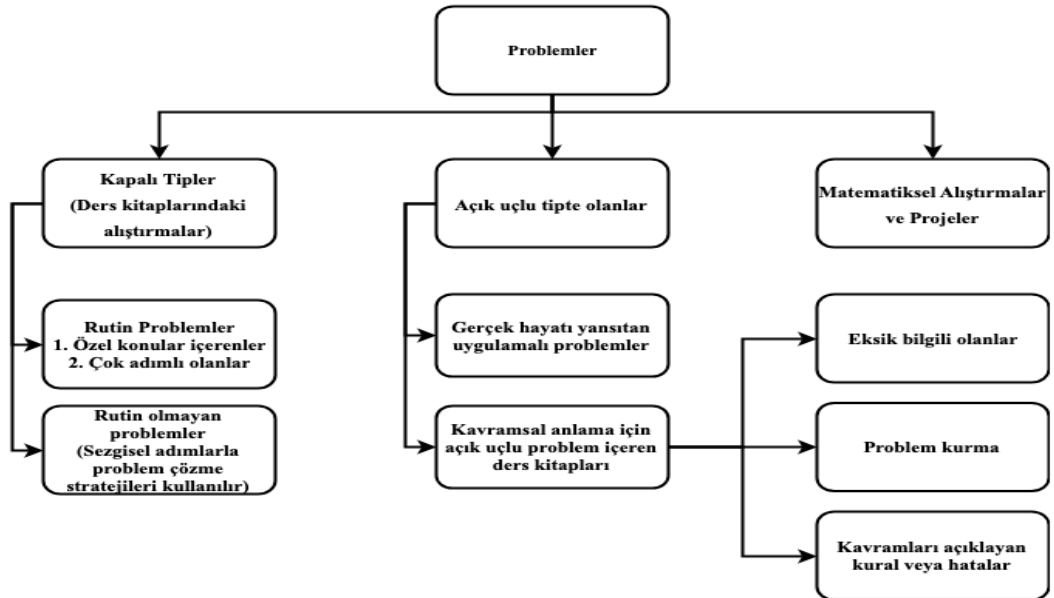 Problemler
Kapalı Tipler
(Ders kitaplarındaki
alıştırmalar)
Açık uçlu tipte olanlar
Matematiksel Alıştırmalar
ve Projeler
Rutin Problemler
1. Özel konular içerenler
2. Çok adımlı olanlar
Gerçek hayatı yansıtan
uygulamalı problemler
Eksik bilgili olanlar
Rutin olmayan
problemler
(Sezgisel adımlarla
problem çözme
stratejileri kullanılır)
Kavramsal anlama için
açık uçlu problem içeren
ders kitapları
Problem kurma
Kavramları açıklayan
kural veya hatalar